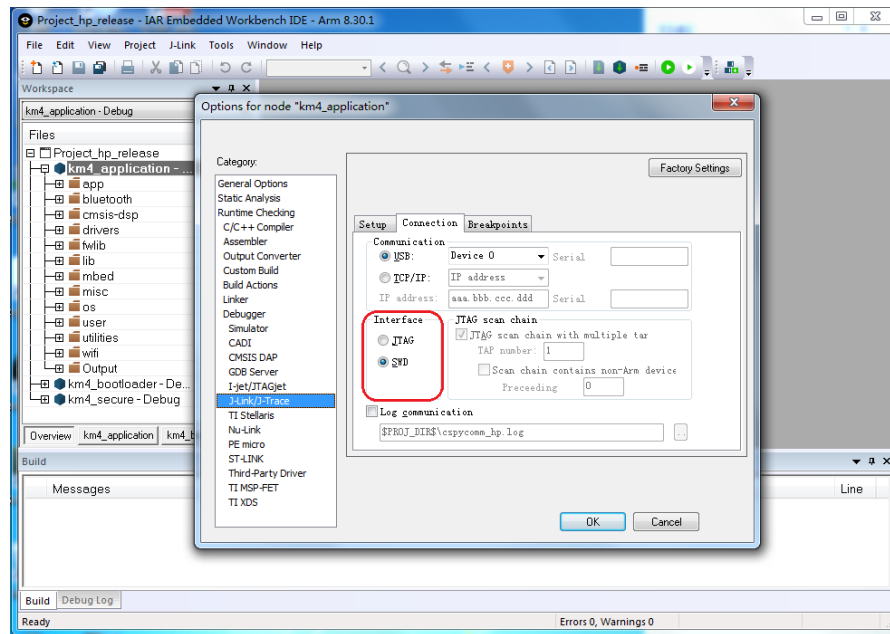 Project_hp_release - IAR Embedded Workbench IDE - Arm 8.30.1
File Edit View Project J-Link Tools Window Help
Workspace
km4_application - Debug
Files
Project_hp_release
km4_application - ...
app
bluetooth
cmsis-dsp
drivers
fwlib
lib
mbed
misc
os
user
utilities
wifi
Output
km4_bootloader - De...
km4_secure - Debug
Overview km4_application km4_b
Options for node "km4_application"
Category:
General Options
Static Analysis
Runtime Checking
C/C++ Compiler
Assembler
Output Converter
Custom Build
Build Actions
Linker
Debugger
Simulator
CADI
CMSIS DAP
GDB Server
I-jet/JTAGjet
J-Link/J-Trace
TI Stellaris
Nu-Link
PE micro
ST-LINK
Third-Party Driver
TI MSP-FET
TI XDS
Factory Settings
Setup Connection Breakpoints
Communication
USB: Device 0 Serial
TCP/IP: IP address
IP address: aaa.bbb.ccc.ddd Serial
Interface
JTAG
SWD
JTAG scan chain
JTAG scan chain with multiple tar
TAP number: 1
Scan chain contains non-Arm device
Preceeding 0
Log communication
$PROJ_DIR$\cspycomm_hp.log ..
OK Cancel
Build
Messages Line
Build Debug Log
Ready Errors 0, Warnings 0